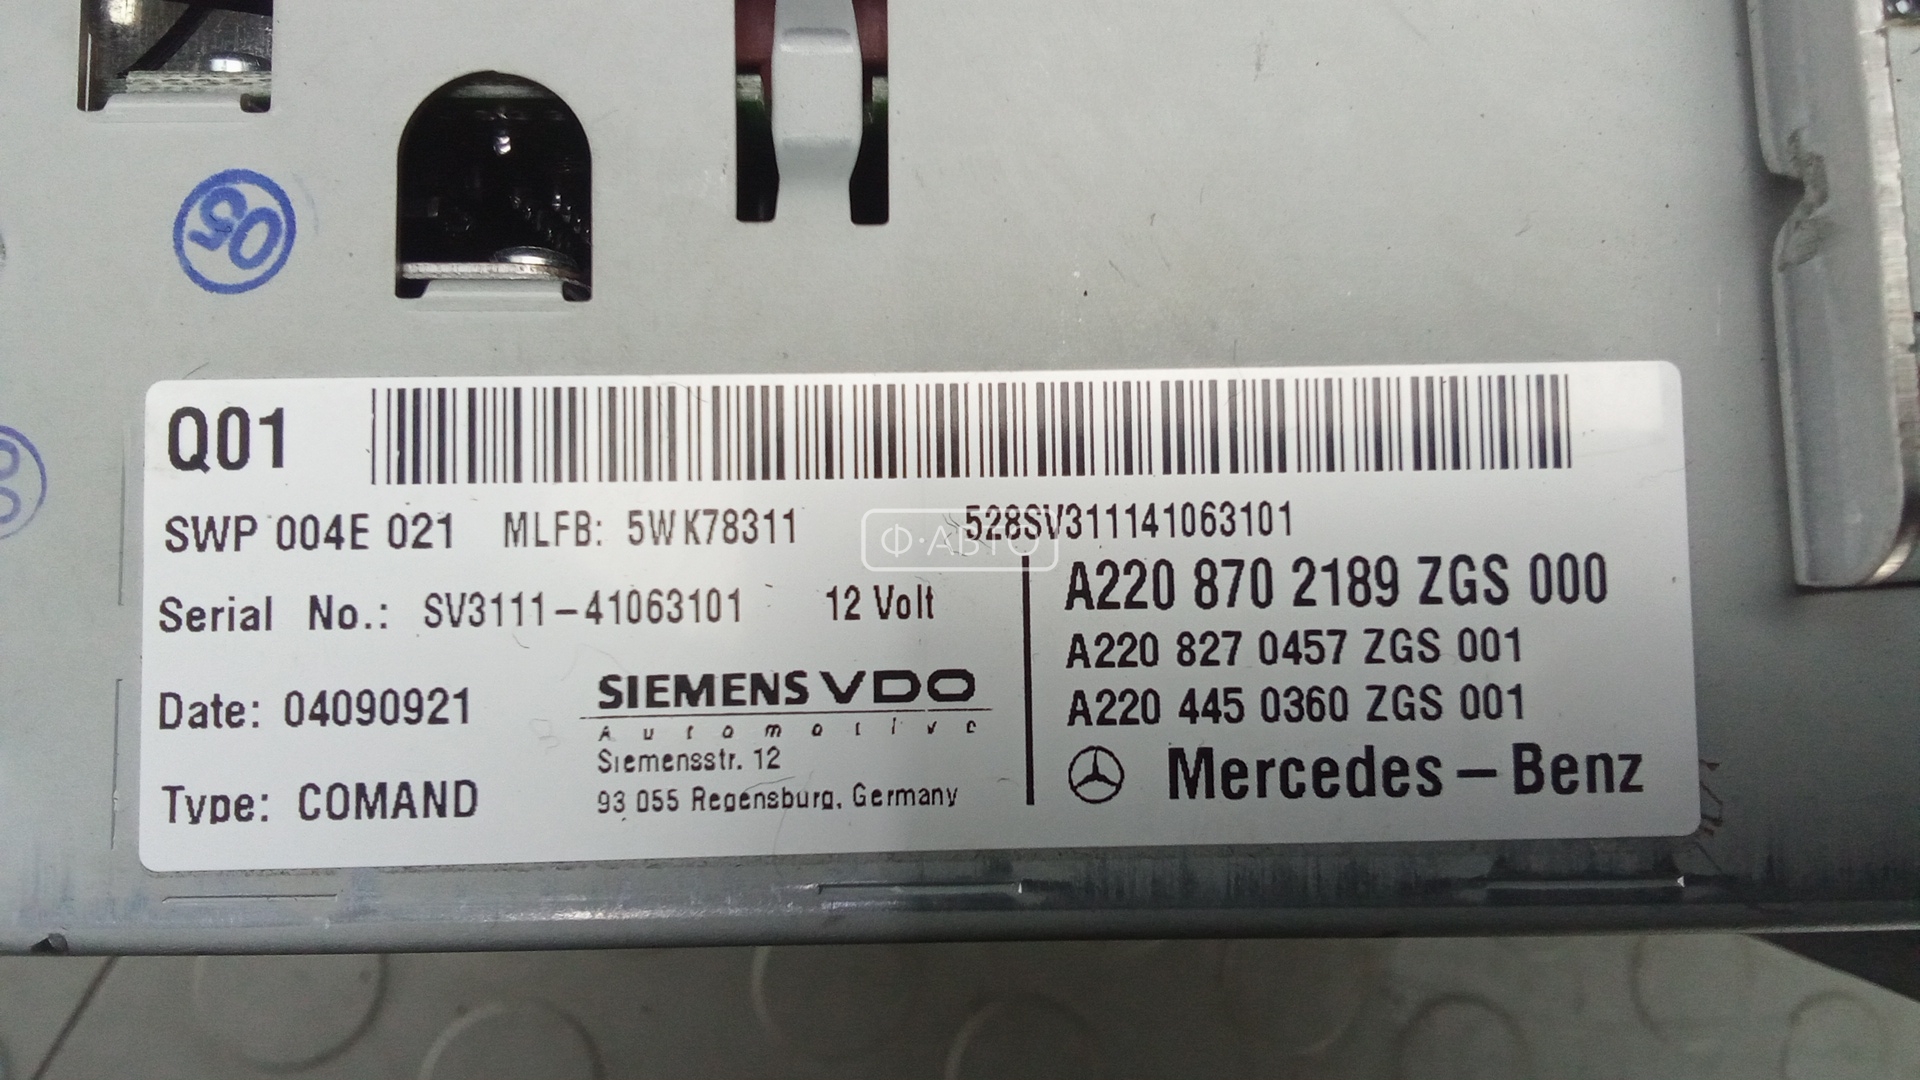 05
Q01
SWP 004E 021 MLFB: 5WK78311 528SV311141063101
Ф·АВТО
Serial No.: SV3111-41063101 12 Volt
Date: 04090921
Type: COMAND
SIEMENS VDO
Automotive
Siemensstr. 12
93 055 Regensburg, Germany
A220 870 2189 ZGS 000
A220 827 0457 ZGS 001
A220 445 0360 ZGS 001
Mercedes-Benz